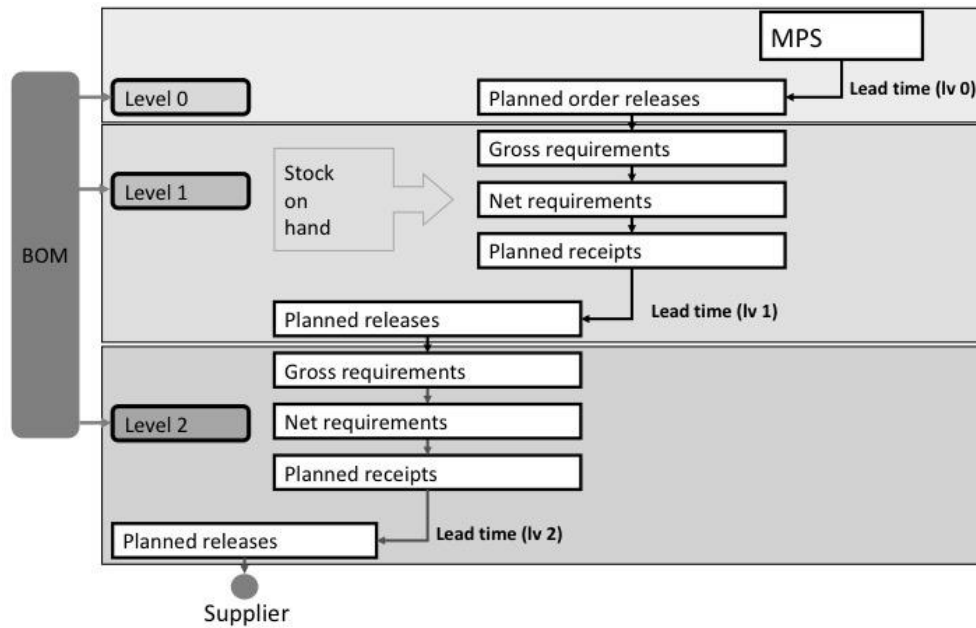 MPS
Lead time (lv 0)
Level 0
Planned order releases
Gross requirements
Level 1
Stock
on
hand
Net requirements
BOM
Planned receipts
Lead time (lv 1)
Planned releases
Gross requirements
Level 2
Net requirements
Planned receipts
Lead time (lv 2)
Planned releases
Supplier